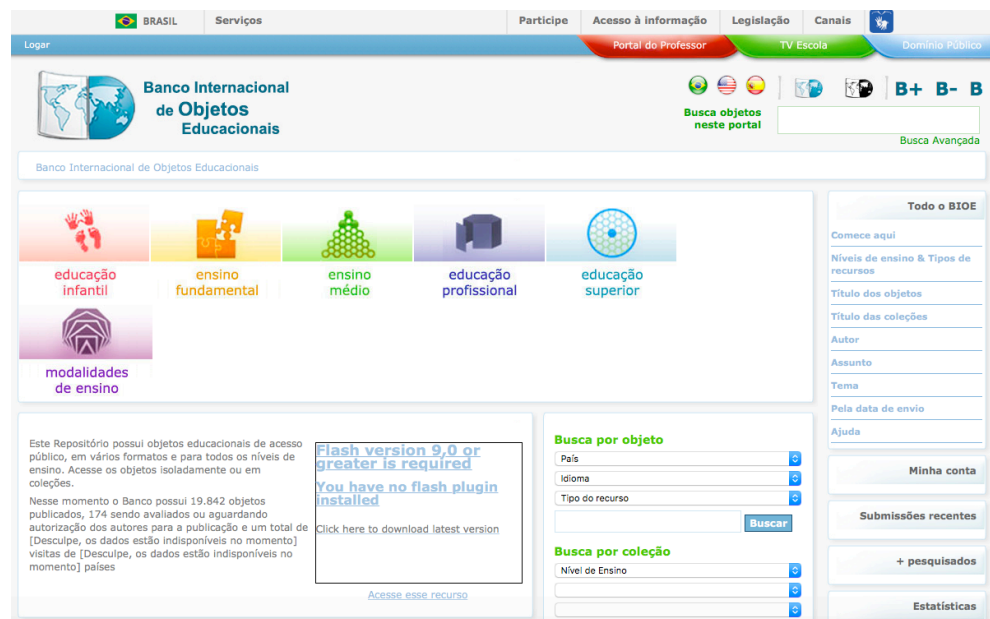 BRASIL Serviços Participe Acesso à informação Legislação Canais
Logar Portal do Professor TV Escola Domínio Público
Banco Internacional
de Objetos
Educacionais
B+ B- B
Busca objetos
neste portal
Busca Avançada
Banco Internacional de Objetos Educacionais
educação
infantil
ensino
fundamental
ensino
médio
educação
profissional
educação
superior
modalidades
de ensino
Todo o BIOE
Comece aqui
Níveis de ensino & Tipos de
recursos
Título dos objetos
Título das coleções
Autor
Assunto
Tema
Pela data de envio
Ajuda
Minha conta
Submissões recentes
+ pesquisados
Estatísticas
Este Repositório possui objetos educacionais de acesso
público, em vários formatos e para todos os níveis de
ensino. Acesse os objetos isoladamente ou em
coleções.
Nesse momento o Banco possui 19.842 objetos
publicados, 174 sendo avaliados ou aguardando
autorização dos autores para a publicação e um total de
[Desculpe, os dados estão indisponíveis no momento]
visitas de [Desculpe, os dados estão indisponíveis no
momento] países
Flash version 9,0 or
greater is required
You have no flash plugin
installed
Click here to download latest version
Acesse esse recurso
Busca por objeto
País
Idioma
Tipo do recurso
Buscar
Busca por coleção
Nível de Ensino